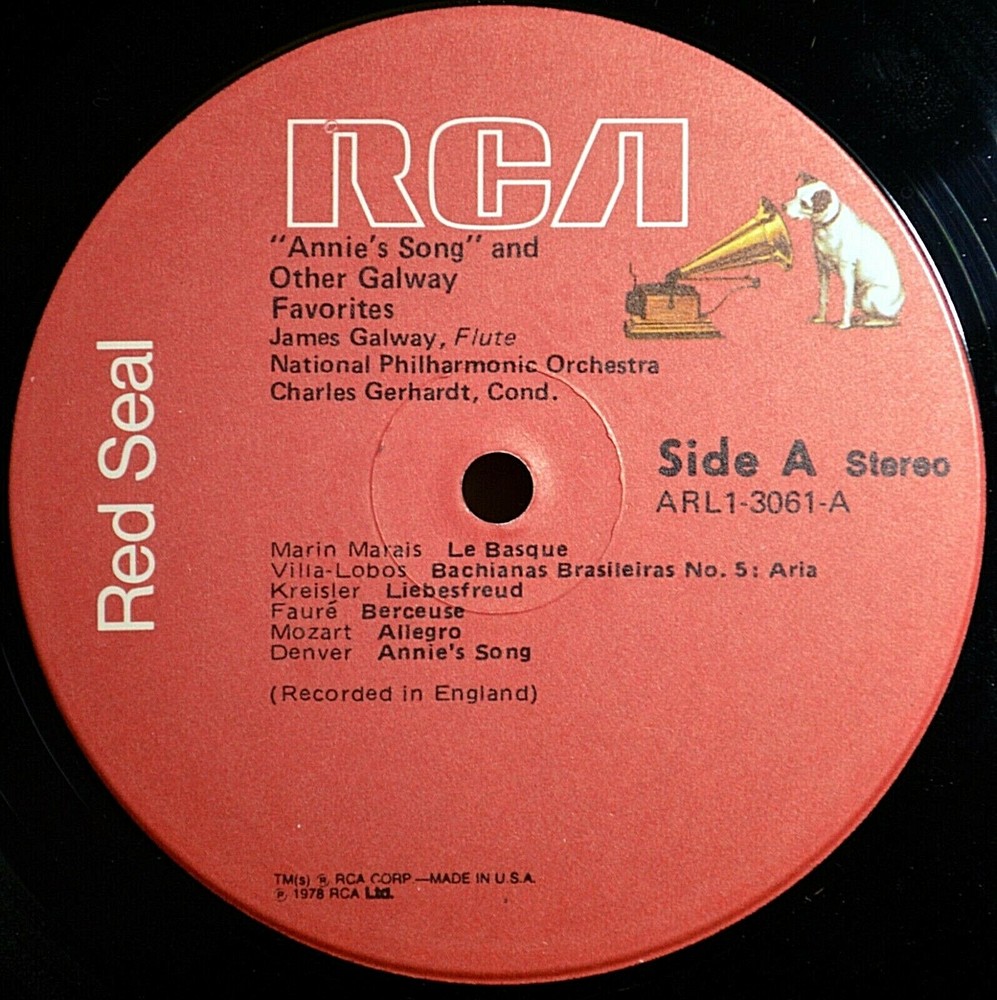 RCA
"Annie's Song" and
Other Galway
Favorites
James Galway, Flute
National Philharmonic Orchestra
Charles Gerhardt, Cond.
Red Seal
Side A Stereo
ARL1-3061-A
Marin Marais Le Basque
Villa-Lobos Bachianas Brasileiras No. 5: Aria
Kreisler Liebesfreud
Fauré Berceuse
Mozart Allegro
Denver Annie's Song
(Recorded in England)
TM(s) ® RCA CORP.—MADE IN U.S.A.
℗ 1978 RCA Ltd.